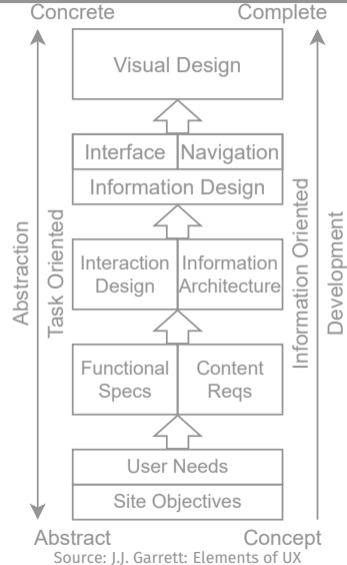 Concrete Complete
Visual Design
Interface Navigation
Information Design
Abstraction
Task Oriented
Information Oriented
Development
Interaction Information
Design Architecture
Functional Content
Specs Reqs
User Needs
Site Objectives
Abstract Concept
Source: J.J. Garrett: Elements of UX